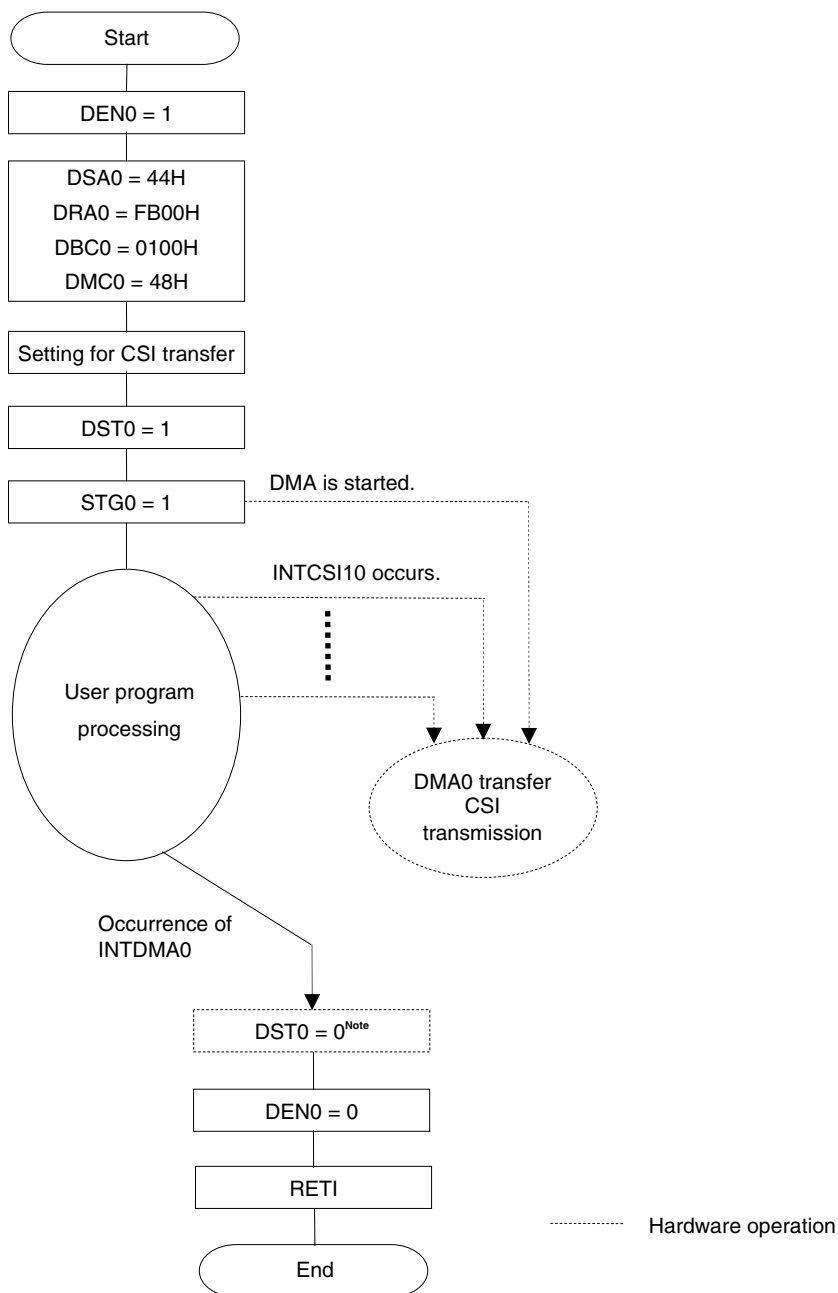 Start
DEN0 = 1
DSA0 = 44H
DRA0 = FB00H
DBC0 = 0100H
DMC0 = 48H
Setting for CSI transfer
DST0 = 1
STG0 = 1
DMA is started.
INTCSI10 occurs.
User program
processing
DMA0 transfer
CSI
transmission
Occurrence of
INTDMA0
DST0 = 0Note
DEN0 = 0
RETI
Hardware operation
End